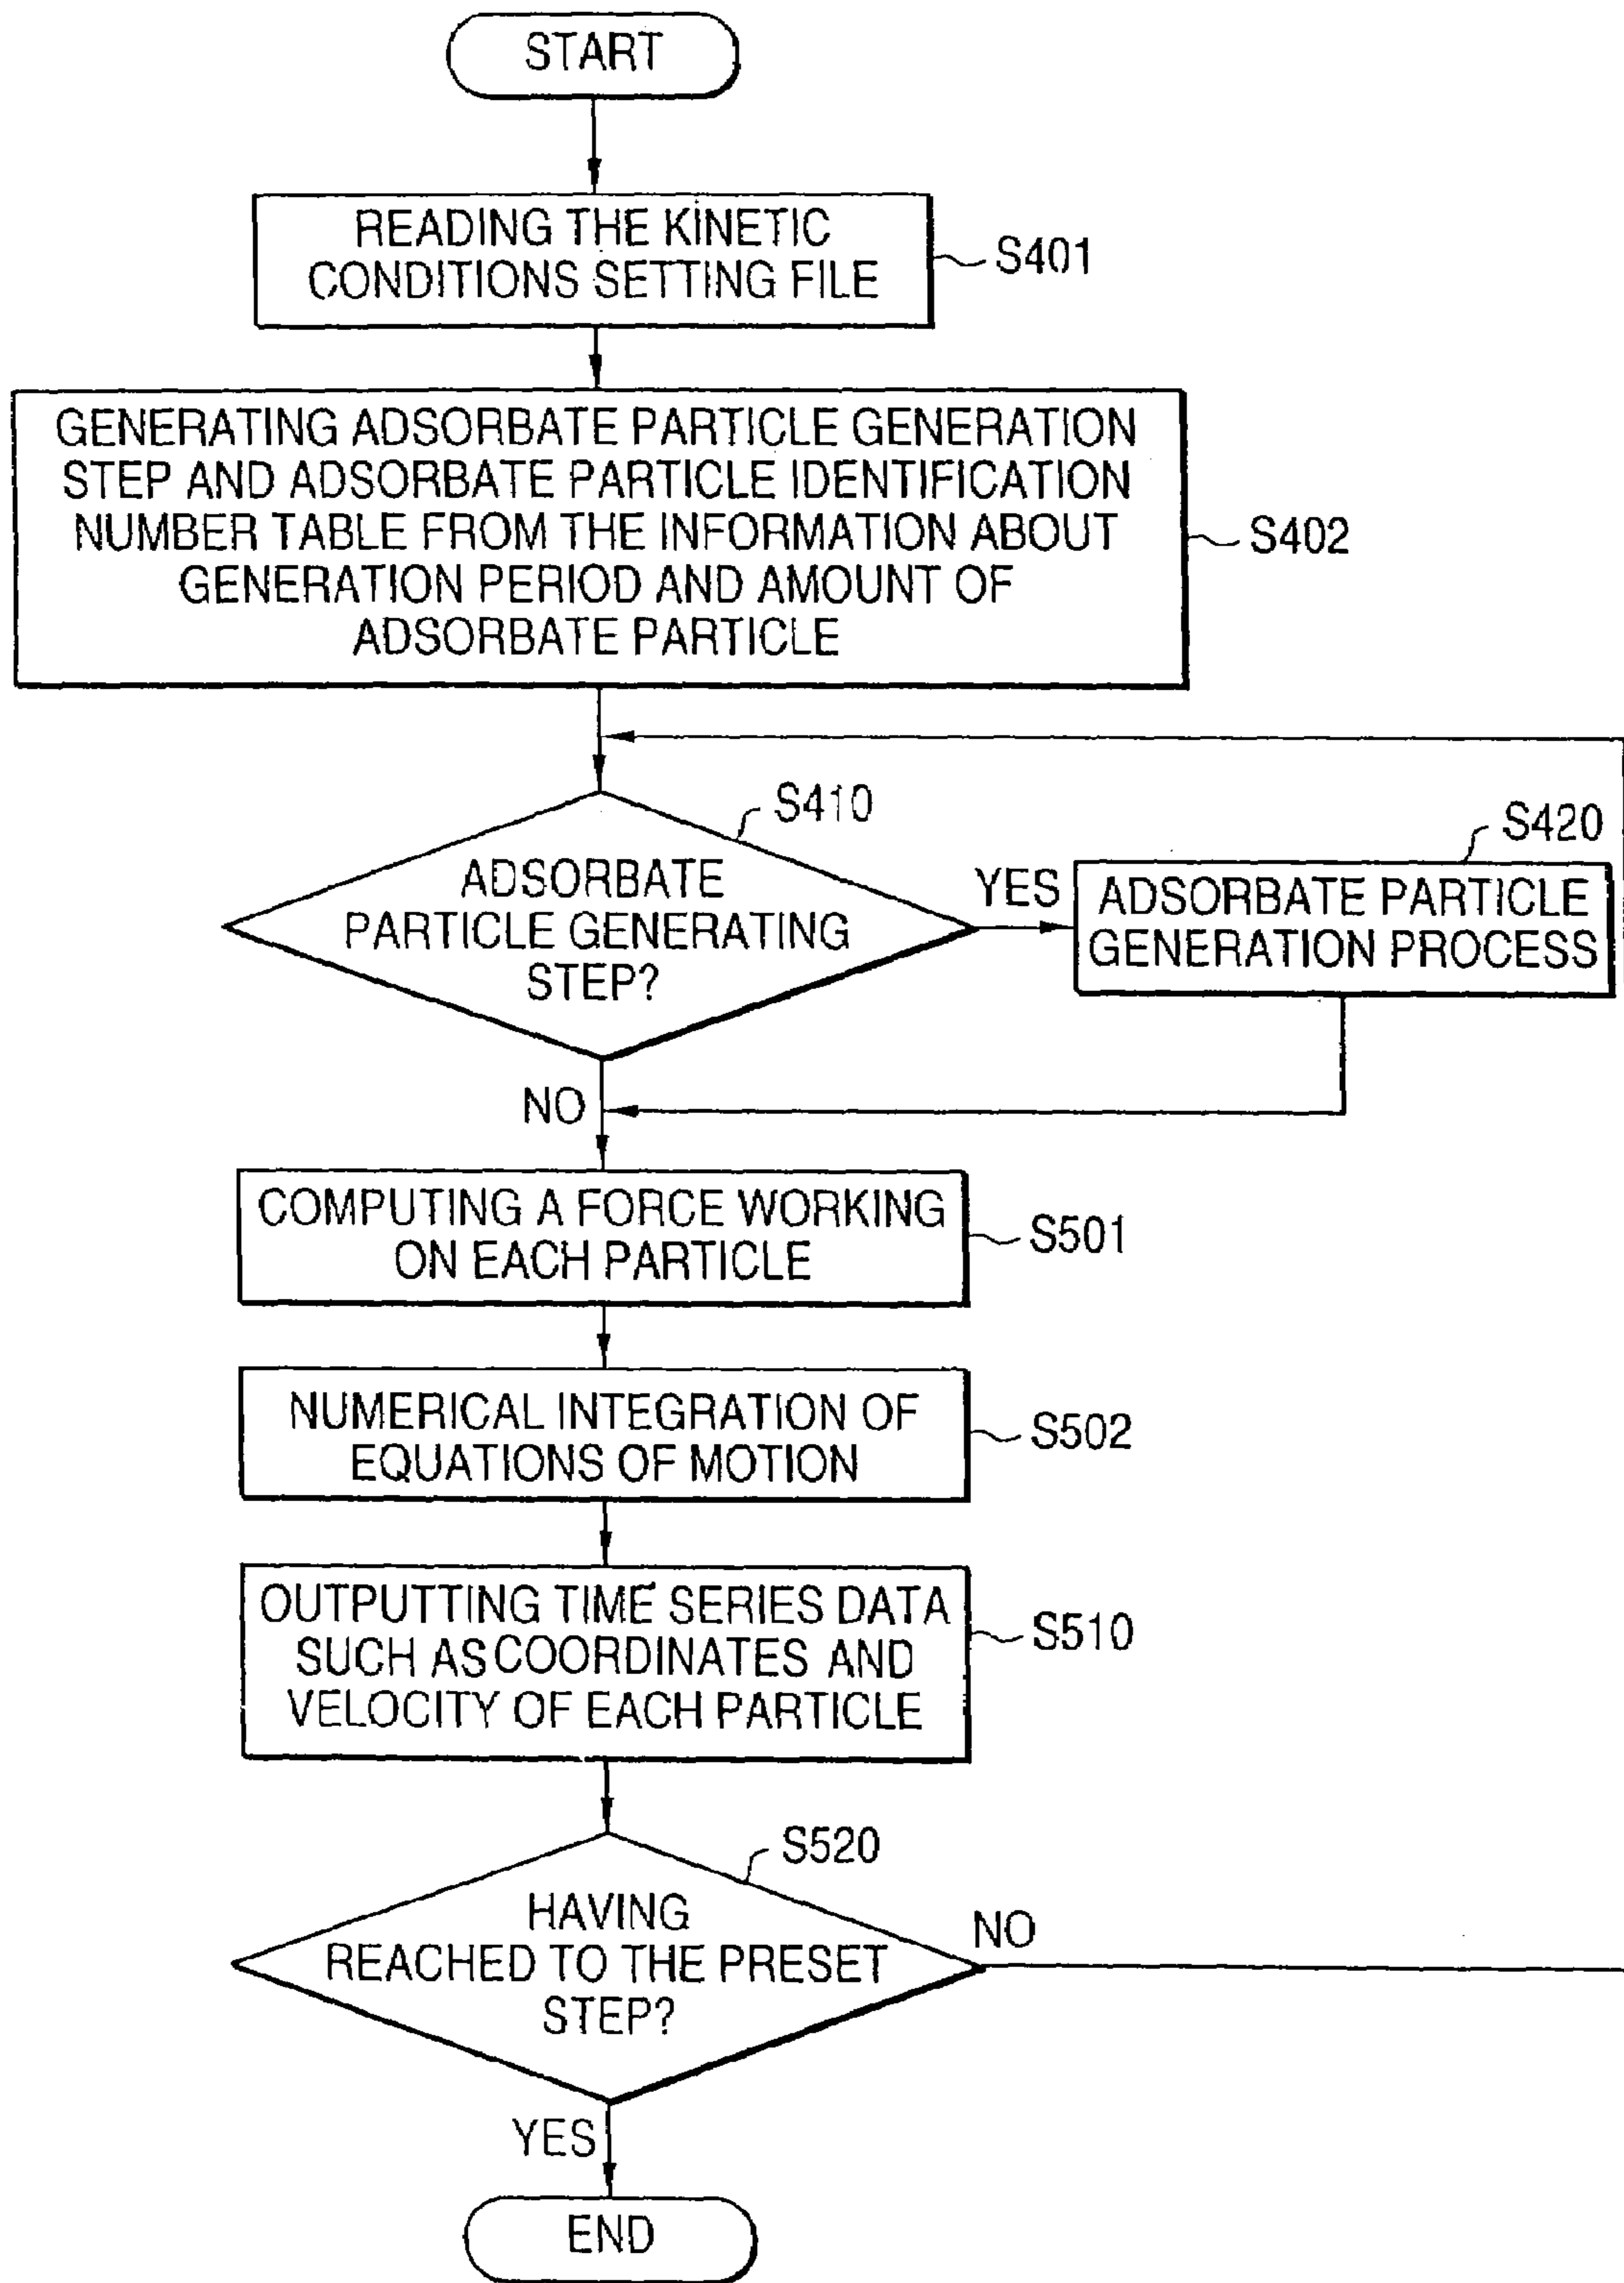 START
READING THE KINETIC
CONDITIONS SETTING FILE
S401
GENERATING ADSORBATE PARTICLE GENERATION
STEP AND ADSORBATE PARTICLE IDENTIFICATION
NUMBER TABLE FROM THE INFORMATION ABOUT
GENERATION PERIOD AND AMOUNT OF
ADSORBATE PARTICLE
S402
S410
ADSORBATE
PARTICLE GENERATING
STEP?
YES
S420
ADSORBATE PARTICLE
GENERATION PROCESS
NO
COMPUTING A FORCE WORKING
ON EACH PARTICLE
S501
NUMERICAL INTEGRATION OF
EQUATIONS OF MOTION
S502
OUTPUTTING TIME SERIES DATA
SUCH AS COORDINATES AND
VELOCITY OF EACH PARTICLE
S510
S520
HAVING
REACHED TO THE PRESET
STEP?
NO
YES
END